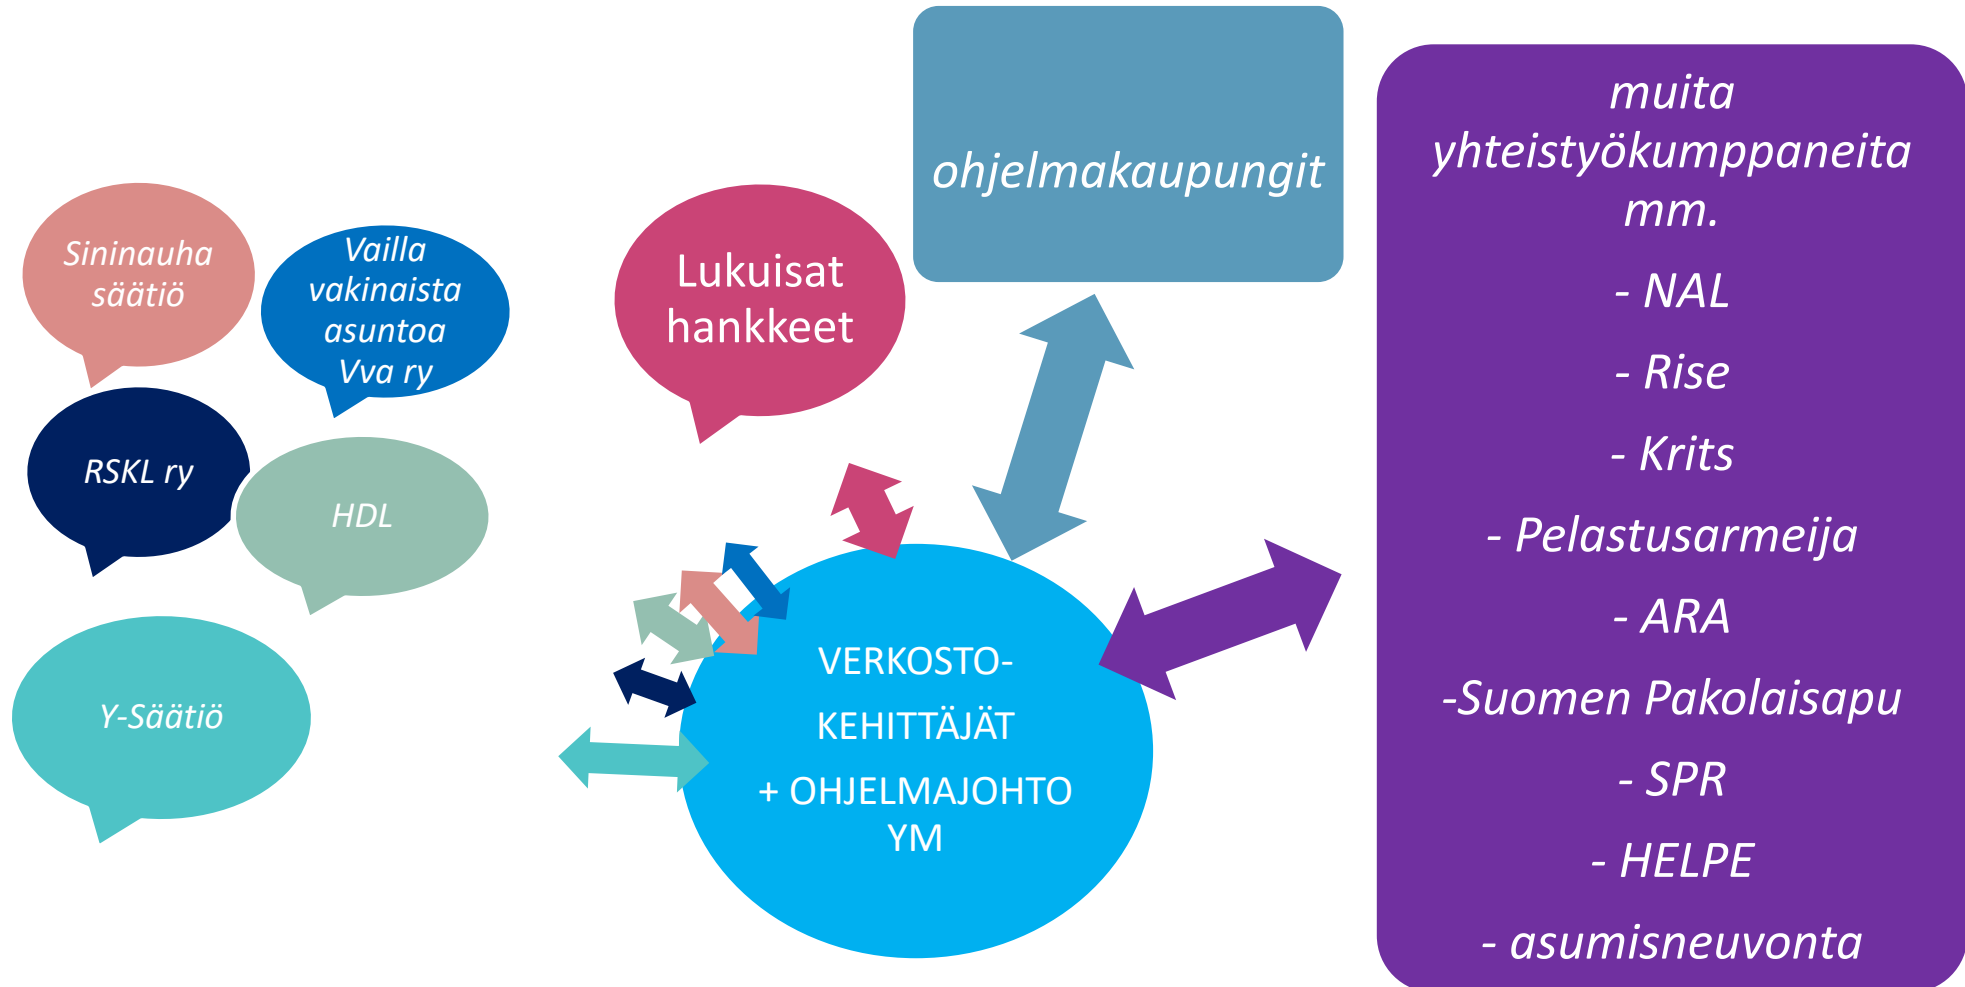 Sininauha
säätiö
Vailla
vakinaista
asuntoa
Vva ry
RSKL ry
HDL
Y-Säätiö
Lukuisat
hankkeet
ohjelmakaupungit
VERKOSTO-
KEHITTÄJÄT
+ OHJELMAJOHTO
YM
muita
yhteistyökumppaneita
mm.
- NAL
- Rise
- Krits
- Pelastusarmeija
- ARA
-Suomen Pakolaisapu
- SPR
- HELPE
- asumisneuvonta